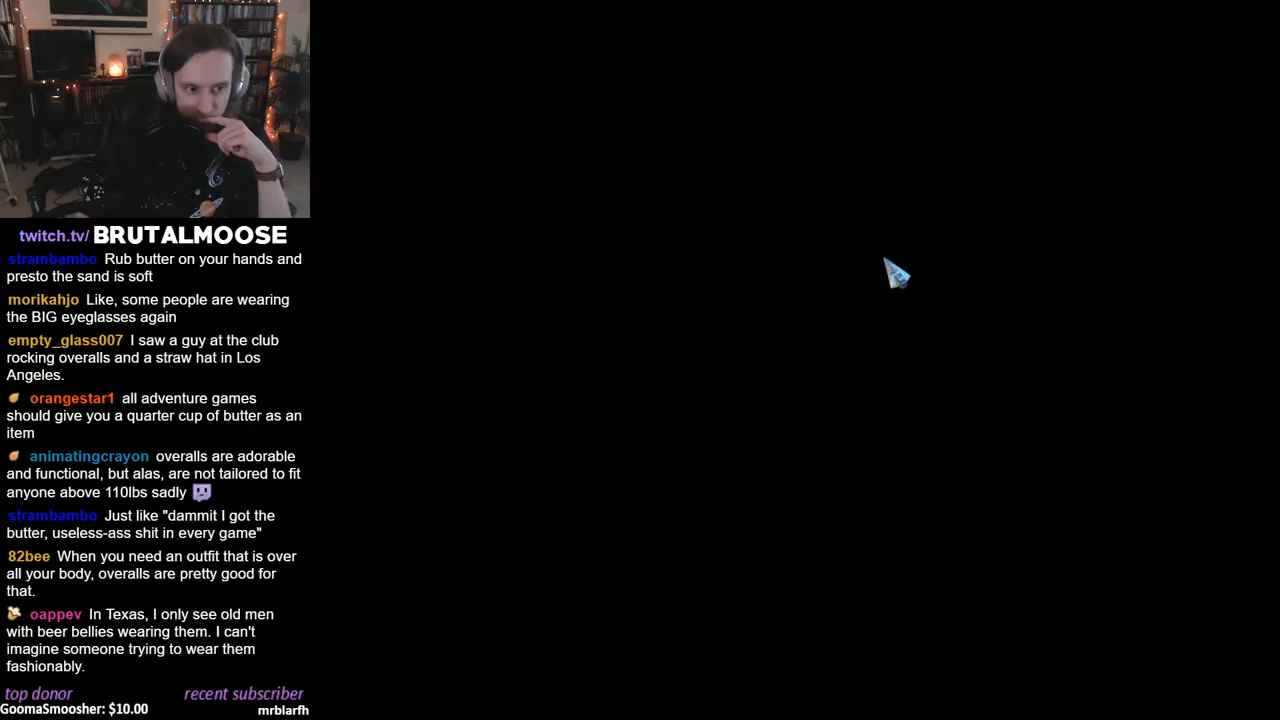 twitch.tv/ BRUTALMOOSE
strambambo Rub butter on your hands and
presto the sand is soft
morikahjo Like, some people are wearing
the BIG eyeglasses again
empty_glass007 I saw a guy at the club
rocking overalls and a straw hat in Los
Angeles.
orangestar1 all adventure games
should give you a quarter cup of butter as an
item
animatingcrayon overalls are adorable
and functional, but alas, are not tailored to fit
anyone above 110lbs sadly
strambambo Just like "dammit I got the
butter, useless-ass shit in every game"
82bee When you need an outfit that is over
all your body, overalls are pretty good for
that.
oappev In Texas, I only see old men
with beer bellies wearing them. I can't
imagine someone trying to wear them
fashionably.
top donor recent subscriber
GoomaSmoosher: $10.00 mrblarfh